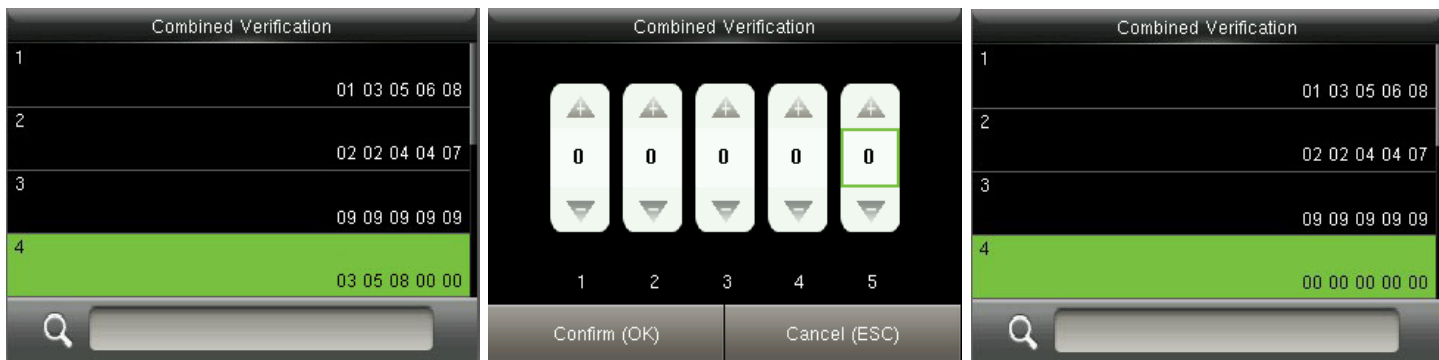 Combined Verification
1
01 03 05 06 08
2
02 02 04 04 07
3
09 09 09 09 09
4
03 05 08 00 00
Combined Verification
0 0 0 0 0
1 2 3 4 5
Confirm (OK) Cancel (ESC)
Combined Verification
1
01 03 05 06 08
2
02 02 04 04 07
3
09 09 09 09 09
4
00 00 00 00 00